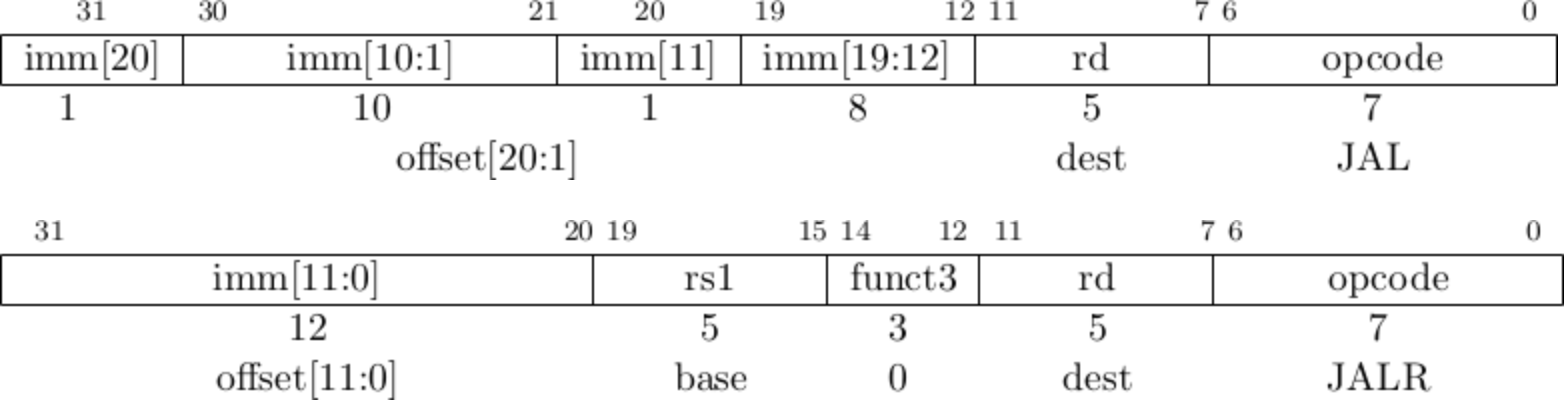 31 30 21 20 19 12 11 7 6 0
imm[20] imm[10:1] imm[11] imm[19:12] rd opcode
1 10 1 8 5 7
offset[20:1] dest JAL
31 20 19 15 14 12 11 7 6 0
imm[11:0] rs1 funct3 rd opcode
12 5 3 5 7
offset[11:0] base 0 dest JALR